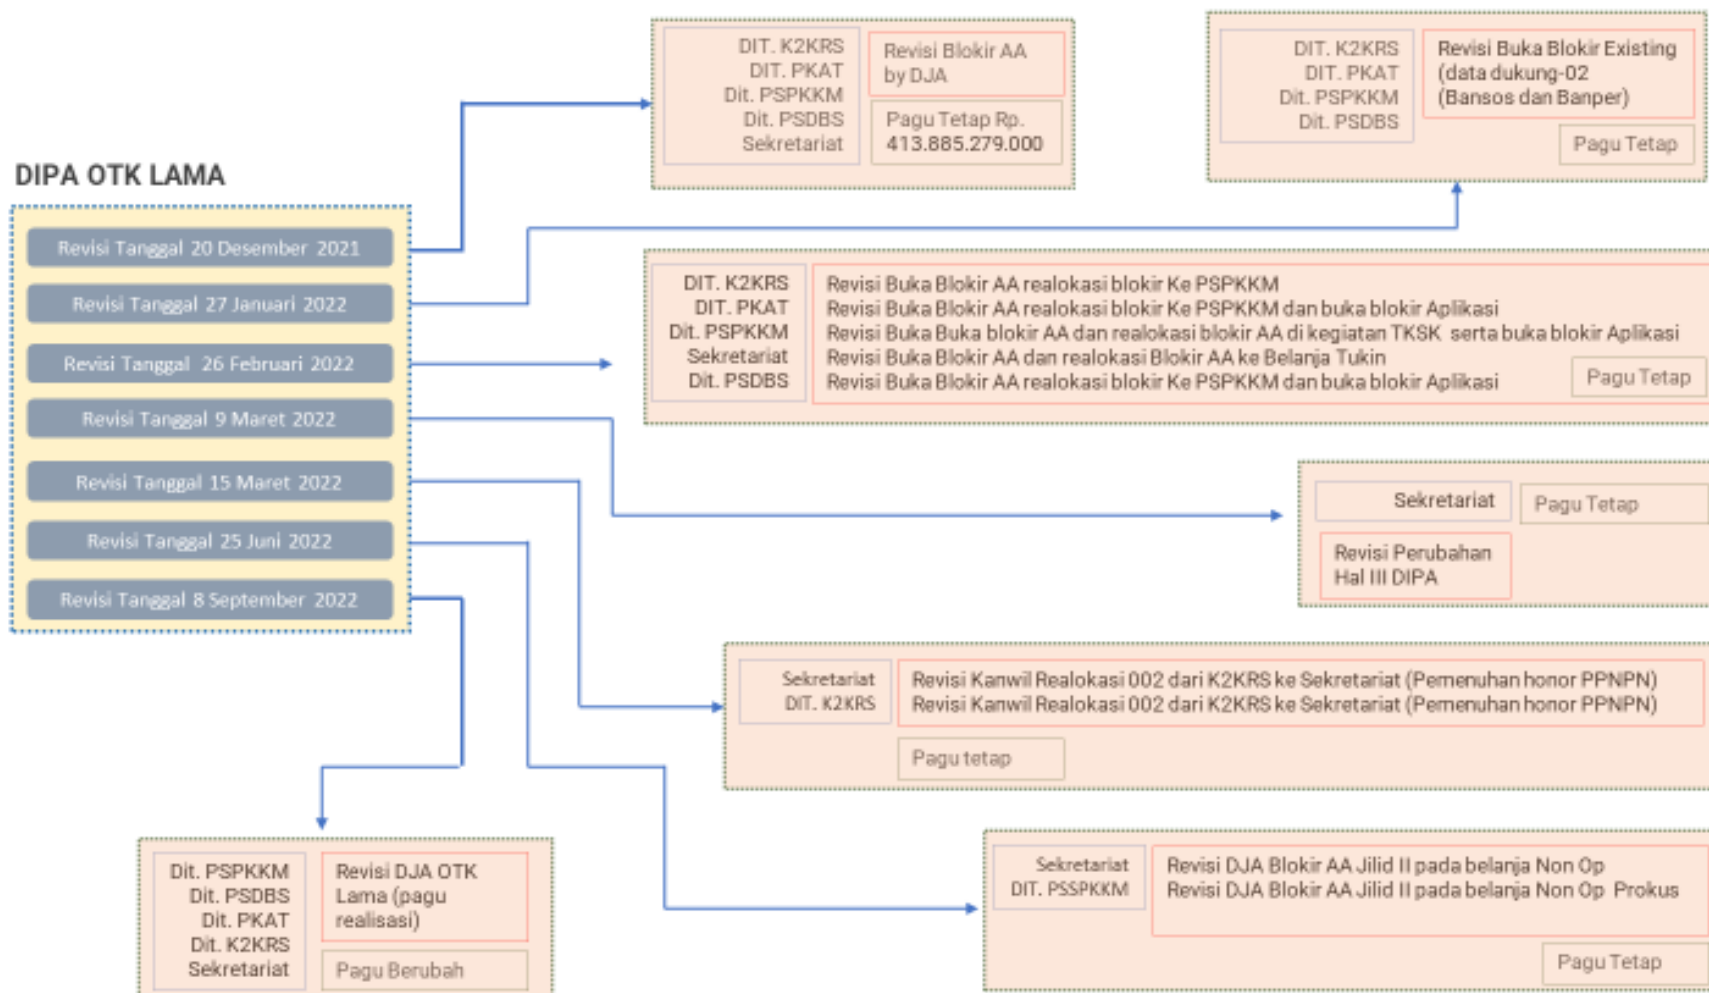 DIPA OTK LAMA
Revisi Tanggal 20 Desember 2021
Revisi Tanggal 27 Januari 2022
Revisi Tanggal 26 Februari 2022
Revisi Tanggal 9 Maret 2022
Revisi Tanggal 15 Maret 2022
Revisi Tanggal 25 Juni 2022
Revisi Tanggal 8 September 2022
DIT. K2KRS
DIT. PKAT
Dit. PSPKKM
Dit. PSDBS
Sekretariat
Revisi Blokir AA
by DJA
Pagu Tetap Rp.
413.885.279.000
DIT. K2KRS
DIT. PKAT
Dit. PSPKKM
Dit. PSDBS
Revisi Buka Blokir Existing
(data dukung-02
(Bansos dan Banper)
Pagu Tetap
DIT. K2KRS
DIT. PKAT
Dit. PSPKKM
Sekretariat
Dit. PSDBS
Revisi Buka Blokir AA realokasi blokir Ke PSPKKM
Revisi Buka Blokir AA realokasi blokir Ke PSPKKM dan buka blokir Aplikasi
Revisi Buka Buka blokir AA dan realokasi blokir AA di kegiatan TKSK serta buka blokir Aplikasi
Revisi Buka Blokir AA dan realokasi Blokir AA ke Belanja Tukin
Revisi Buka Blokir AA realokasi blokir Ke PSPKKM dan buka blokir Aplikasi
Pagu Tetap
Sekretariat
Pagu Tetap
Revisi Perubahan
Hal III DIPA
Sekretariat
DIT. K2KRS
Revisi Kanwil Realokasi 002 dari K2KRS ke Sekretariat (Pemenuhan honor PPNPN)
Revisi Kanwil Realokasi 002 dari K2KRS ke Sekretariat (Pemenuhan honor PPNPN)
Pagu tetap
Sekretariat
DIT. PSSPKKM
Revisi DJA Blokir AA Jilid II pada belanja Non Op
Revisi DJA Blokir AA Jilid II pada belanja Non Op Prokus
Pagu Tetap
Dit. PSPKKM
Dit. PSDBS
Dit. PKAT
Dit. K2KRS
Sekretariat
Revisi DJA OTK
Lama (pagu
realisasi)
Pagu Berubah